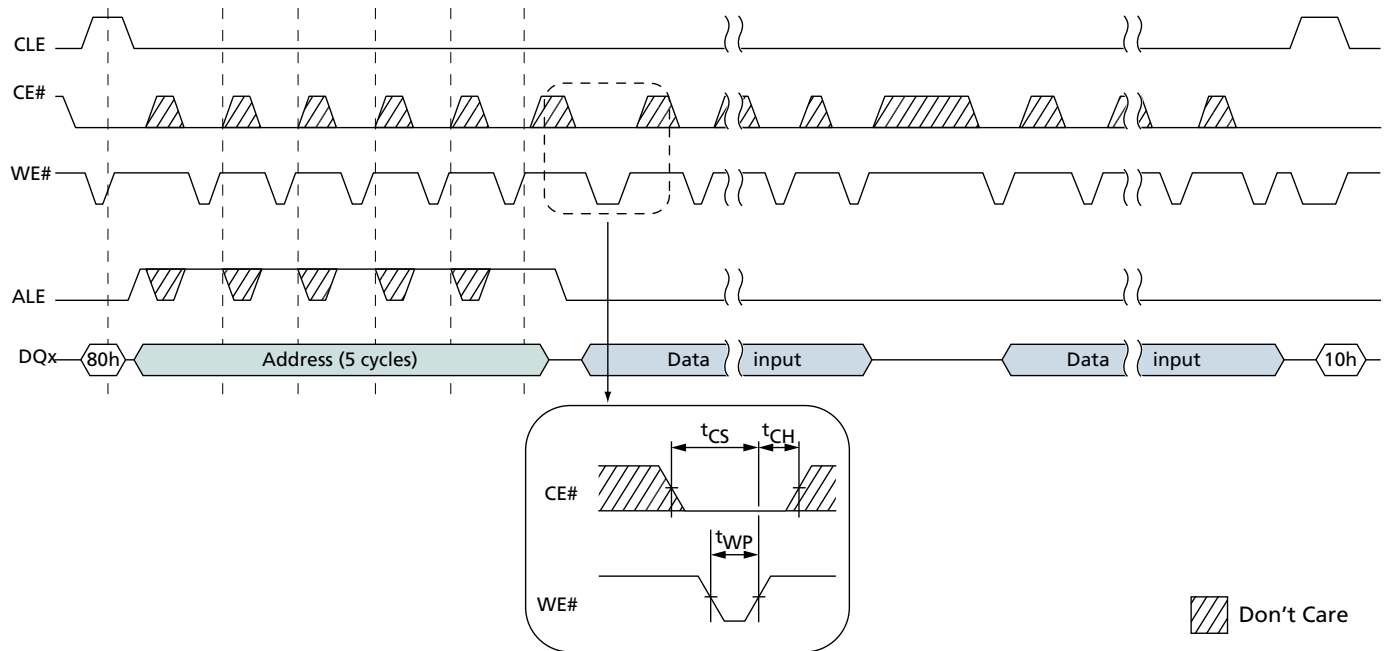 CLE
CE#
WE#
ALE
DQx
80h
Address (5 cycles)
Data input
Data input
10h
tCS
tCH
CE#
tWP
WE#
Don't Care